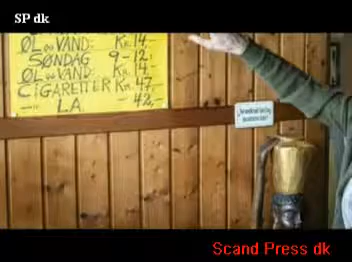 SP dk
ØL og VAND: Kr. 14-
SØNDAG 9-12
ØL og VAND: Kr. 14-
CIGARETTER Kr. 47,-
LA - 42,-
Scand Press dk